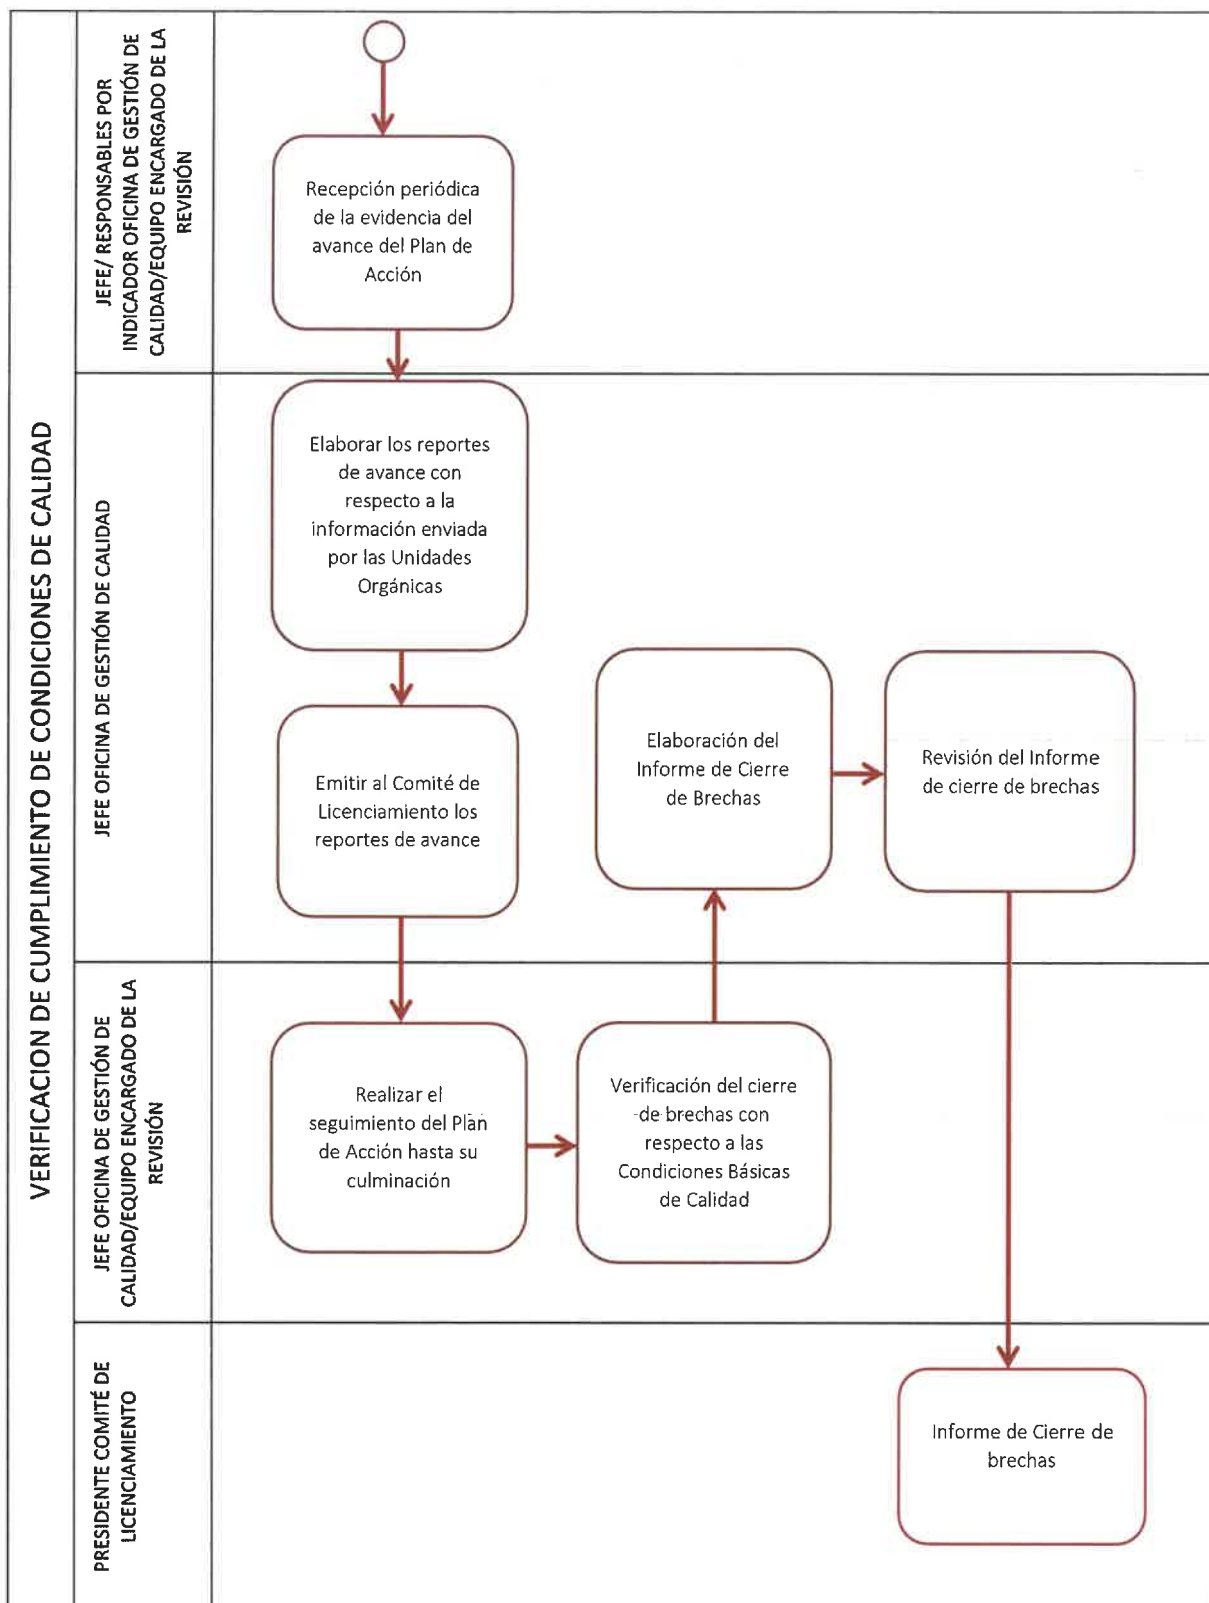 VERIFICACION DE CUMPLIMIENTO DE CONDICIONES DE CALIDAD
JEFE/ RESPONSABLES POR
INDICADOR OFICINA DE GESTIÓN DE
CALIDAD/EQUIPO ENCARGADO DE LA
REVISIÓN
Recepción periódica
de la evidencia del
avance del Plan de
Acción
JEFE OFICINA DE GESTIÓN DE CALIDAD
Elaborar los reportes
de avance con
respecto a la
información enviada
por las Unidades
Orgánicas
Emitir al Comité de
Licenciamiento los
reportes de avance
Elaboración del
Informe de Cierre
de Brechas
Revisión del Informe
de cierre de brechas
JEFE OFICINA DE GESTIÓN DE
CALIDAD/EQUIPO ENCARGADO DE LA
REVISIÓN
Realizar el
seguimiento del Plan
de Acción hasta su
culminación
Verificación del cierre
de brechas con
respecto a las
Condiciones Básicas
de Calidad
PRESIDENTE COMITÉ DE
LICENCIAMIENTO
Informe de Cierre de
brechas